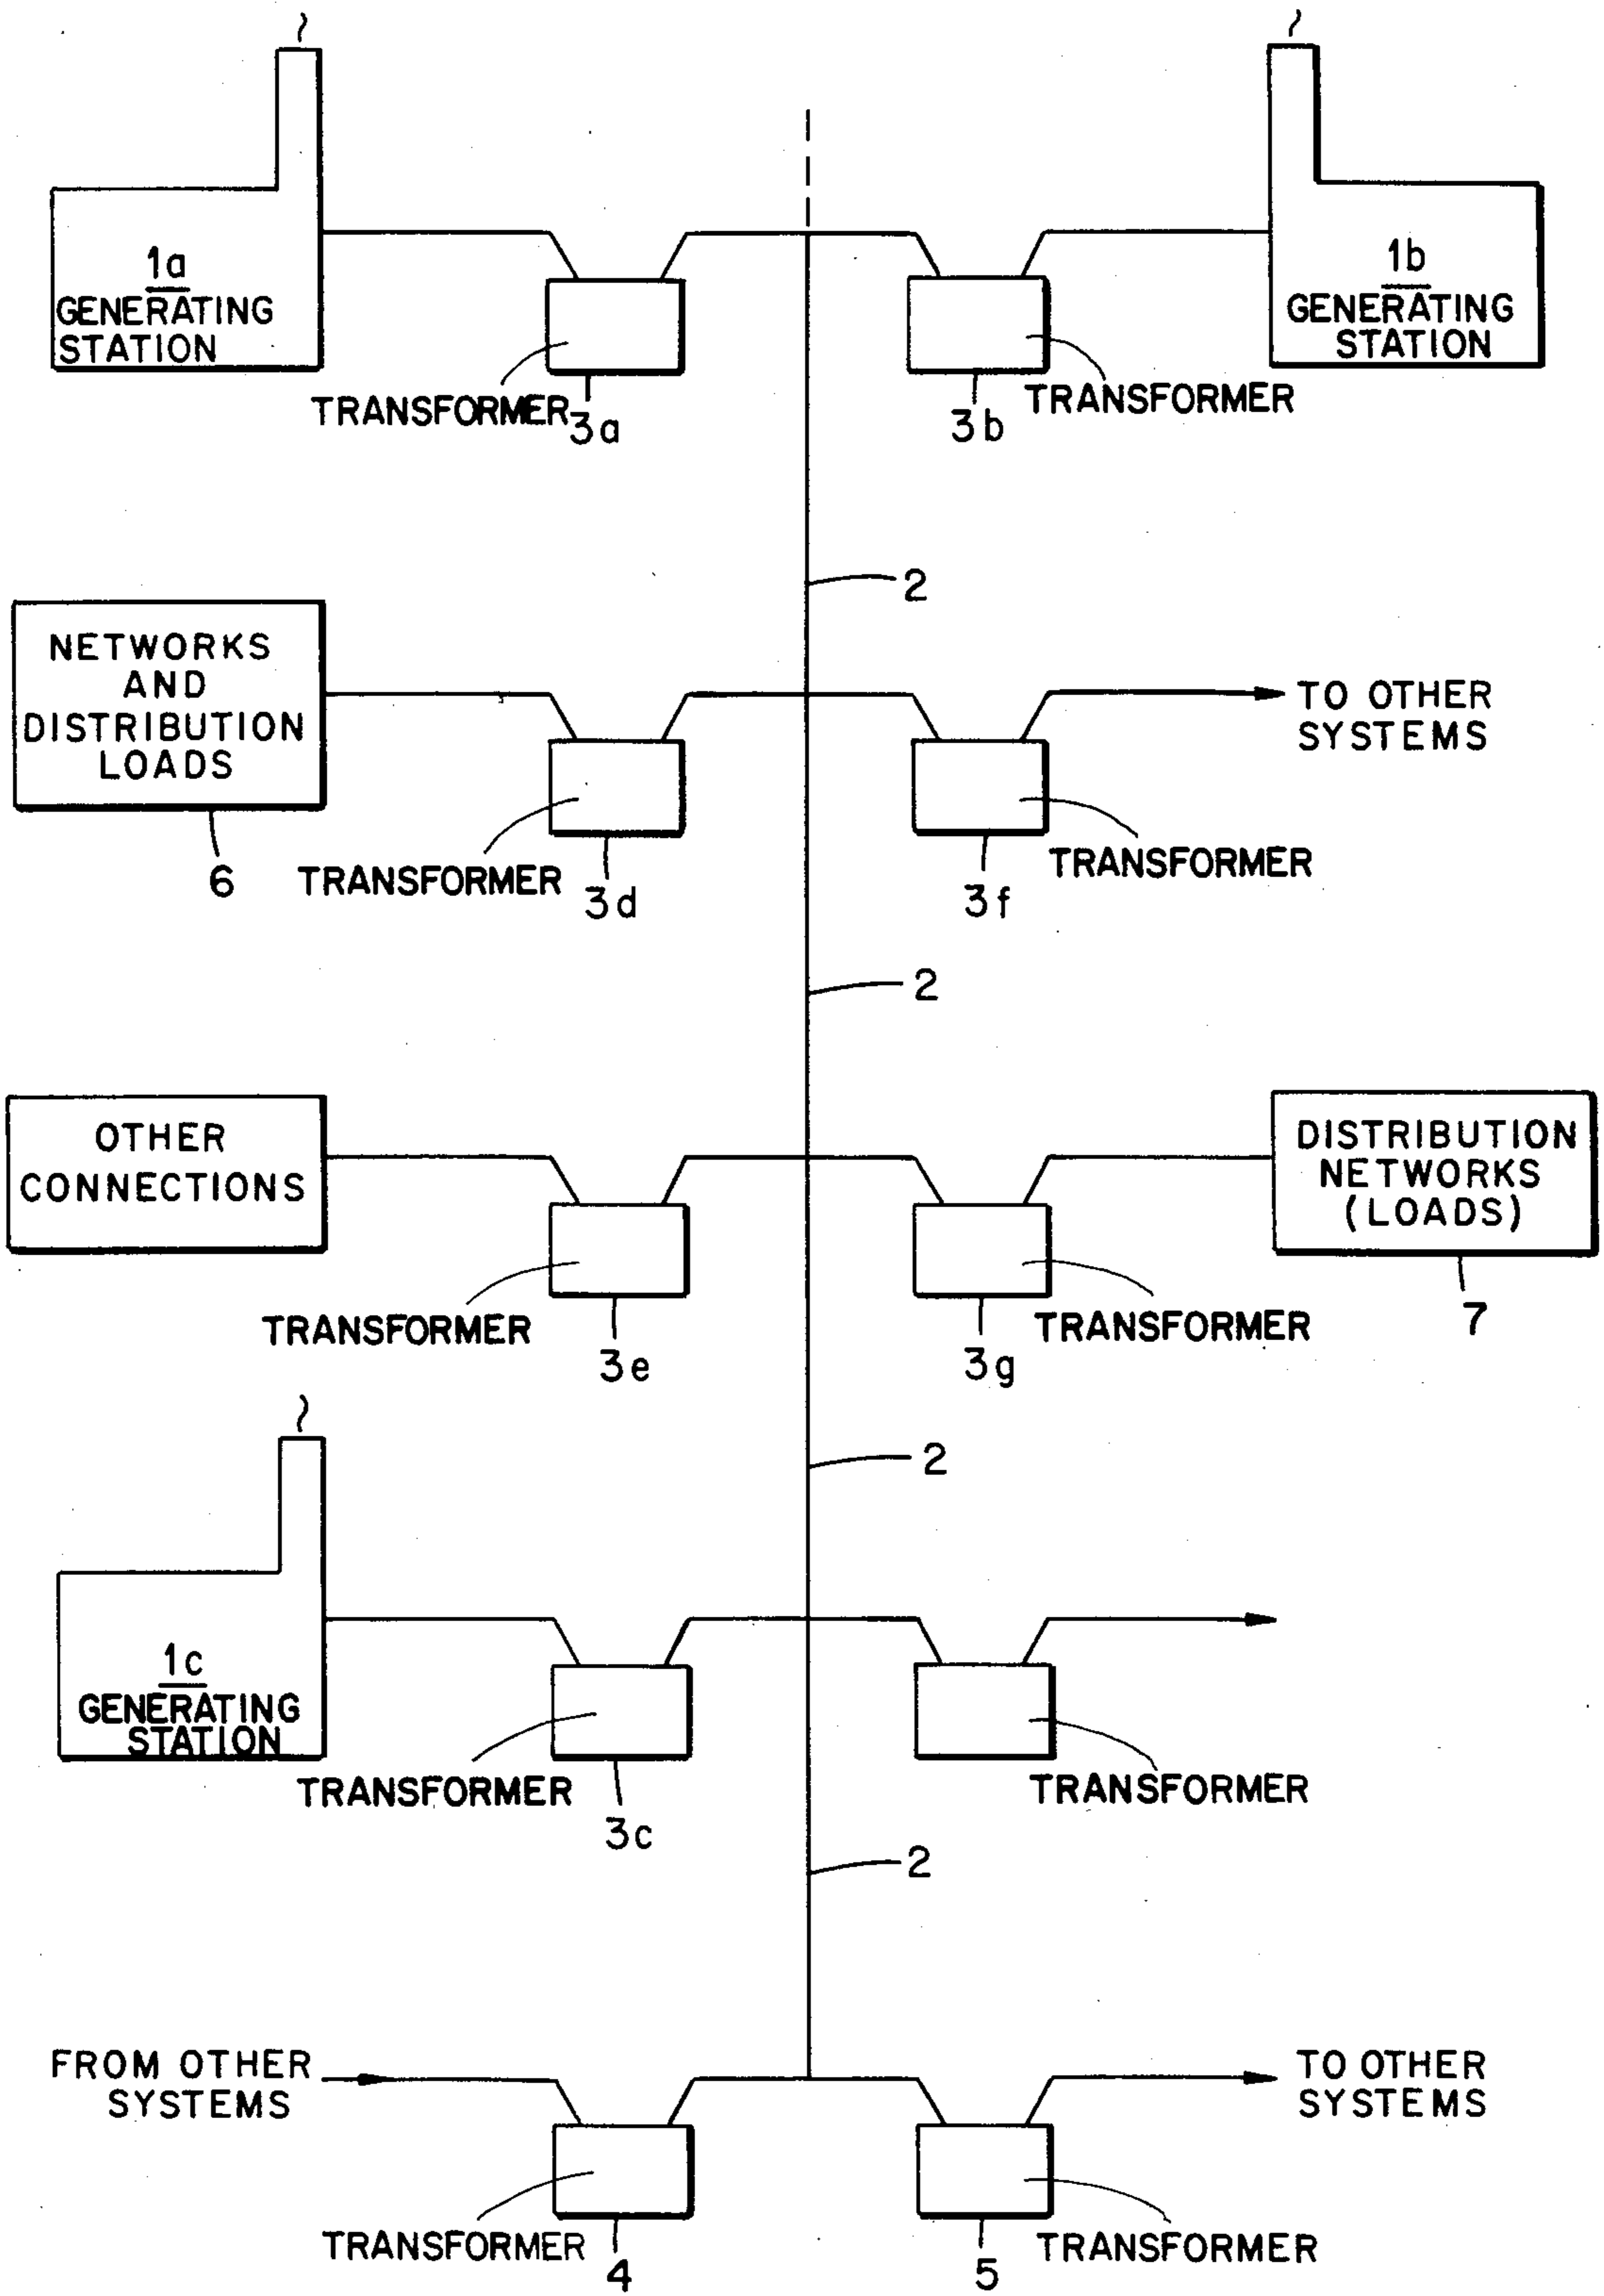 1a
GENERATING
STATION
1b
GENERATING
STATION
TRANSFORMER
3a
3b
TRANSFORMER
2
NETWORKS
AND
DISTRIBUTION
LOADS
TO OTHER
SYSTEMS
6
TRANSFORMER
3d
3f
TRANSFORMER
2
OTHER
CONNECTIONS
DISTRIBUTION
NETWORKS
(LOADS)
7
TRANSFORMER
3e
3g
TRANSFORMER
2
1c
GENERATING
STATION
TRANSFORMER
3c
TRANSFORMER
2
FROM OTHER
SYSTEMS
TO OTHER
SYSTEMS
TRANSFORMER
4
5
TRANSFORMER